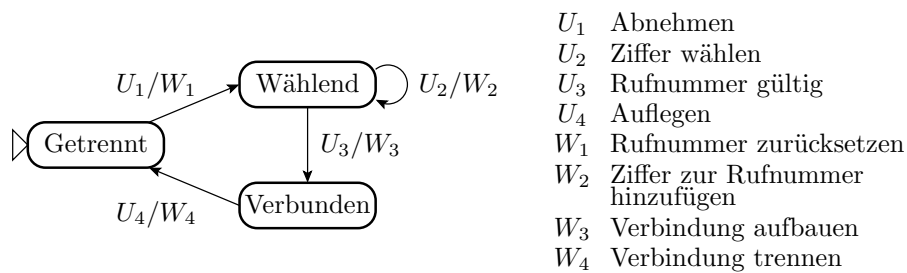 U₁/W₁
Wählend
U₂/W₂
Getrennt
U₃/W₃
U₄/W₄
Verbunden
U₁ Abnehmen
U₂ Ziffer wählen
U₃ Rufnummer gültig
U₄ Auflegen
W₁ Rufnummer zurücksetzen
W₂ Ziffer zur Rufnummer
hinzufügen
W₃ Verbindung aufbauen
W₄ Verbindung trennen